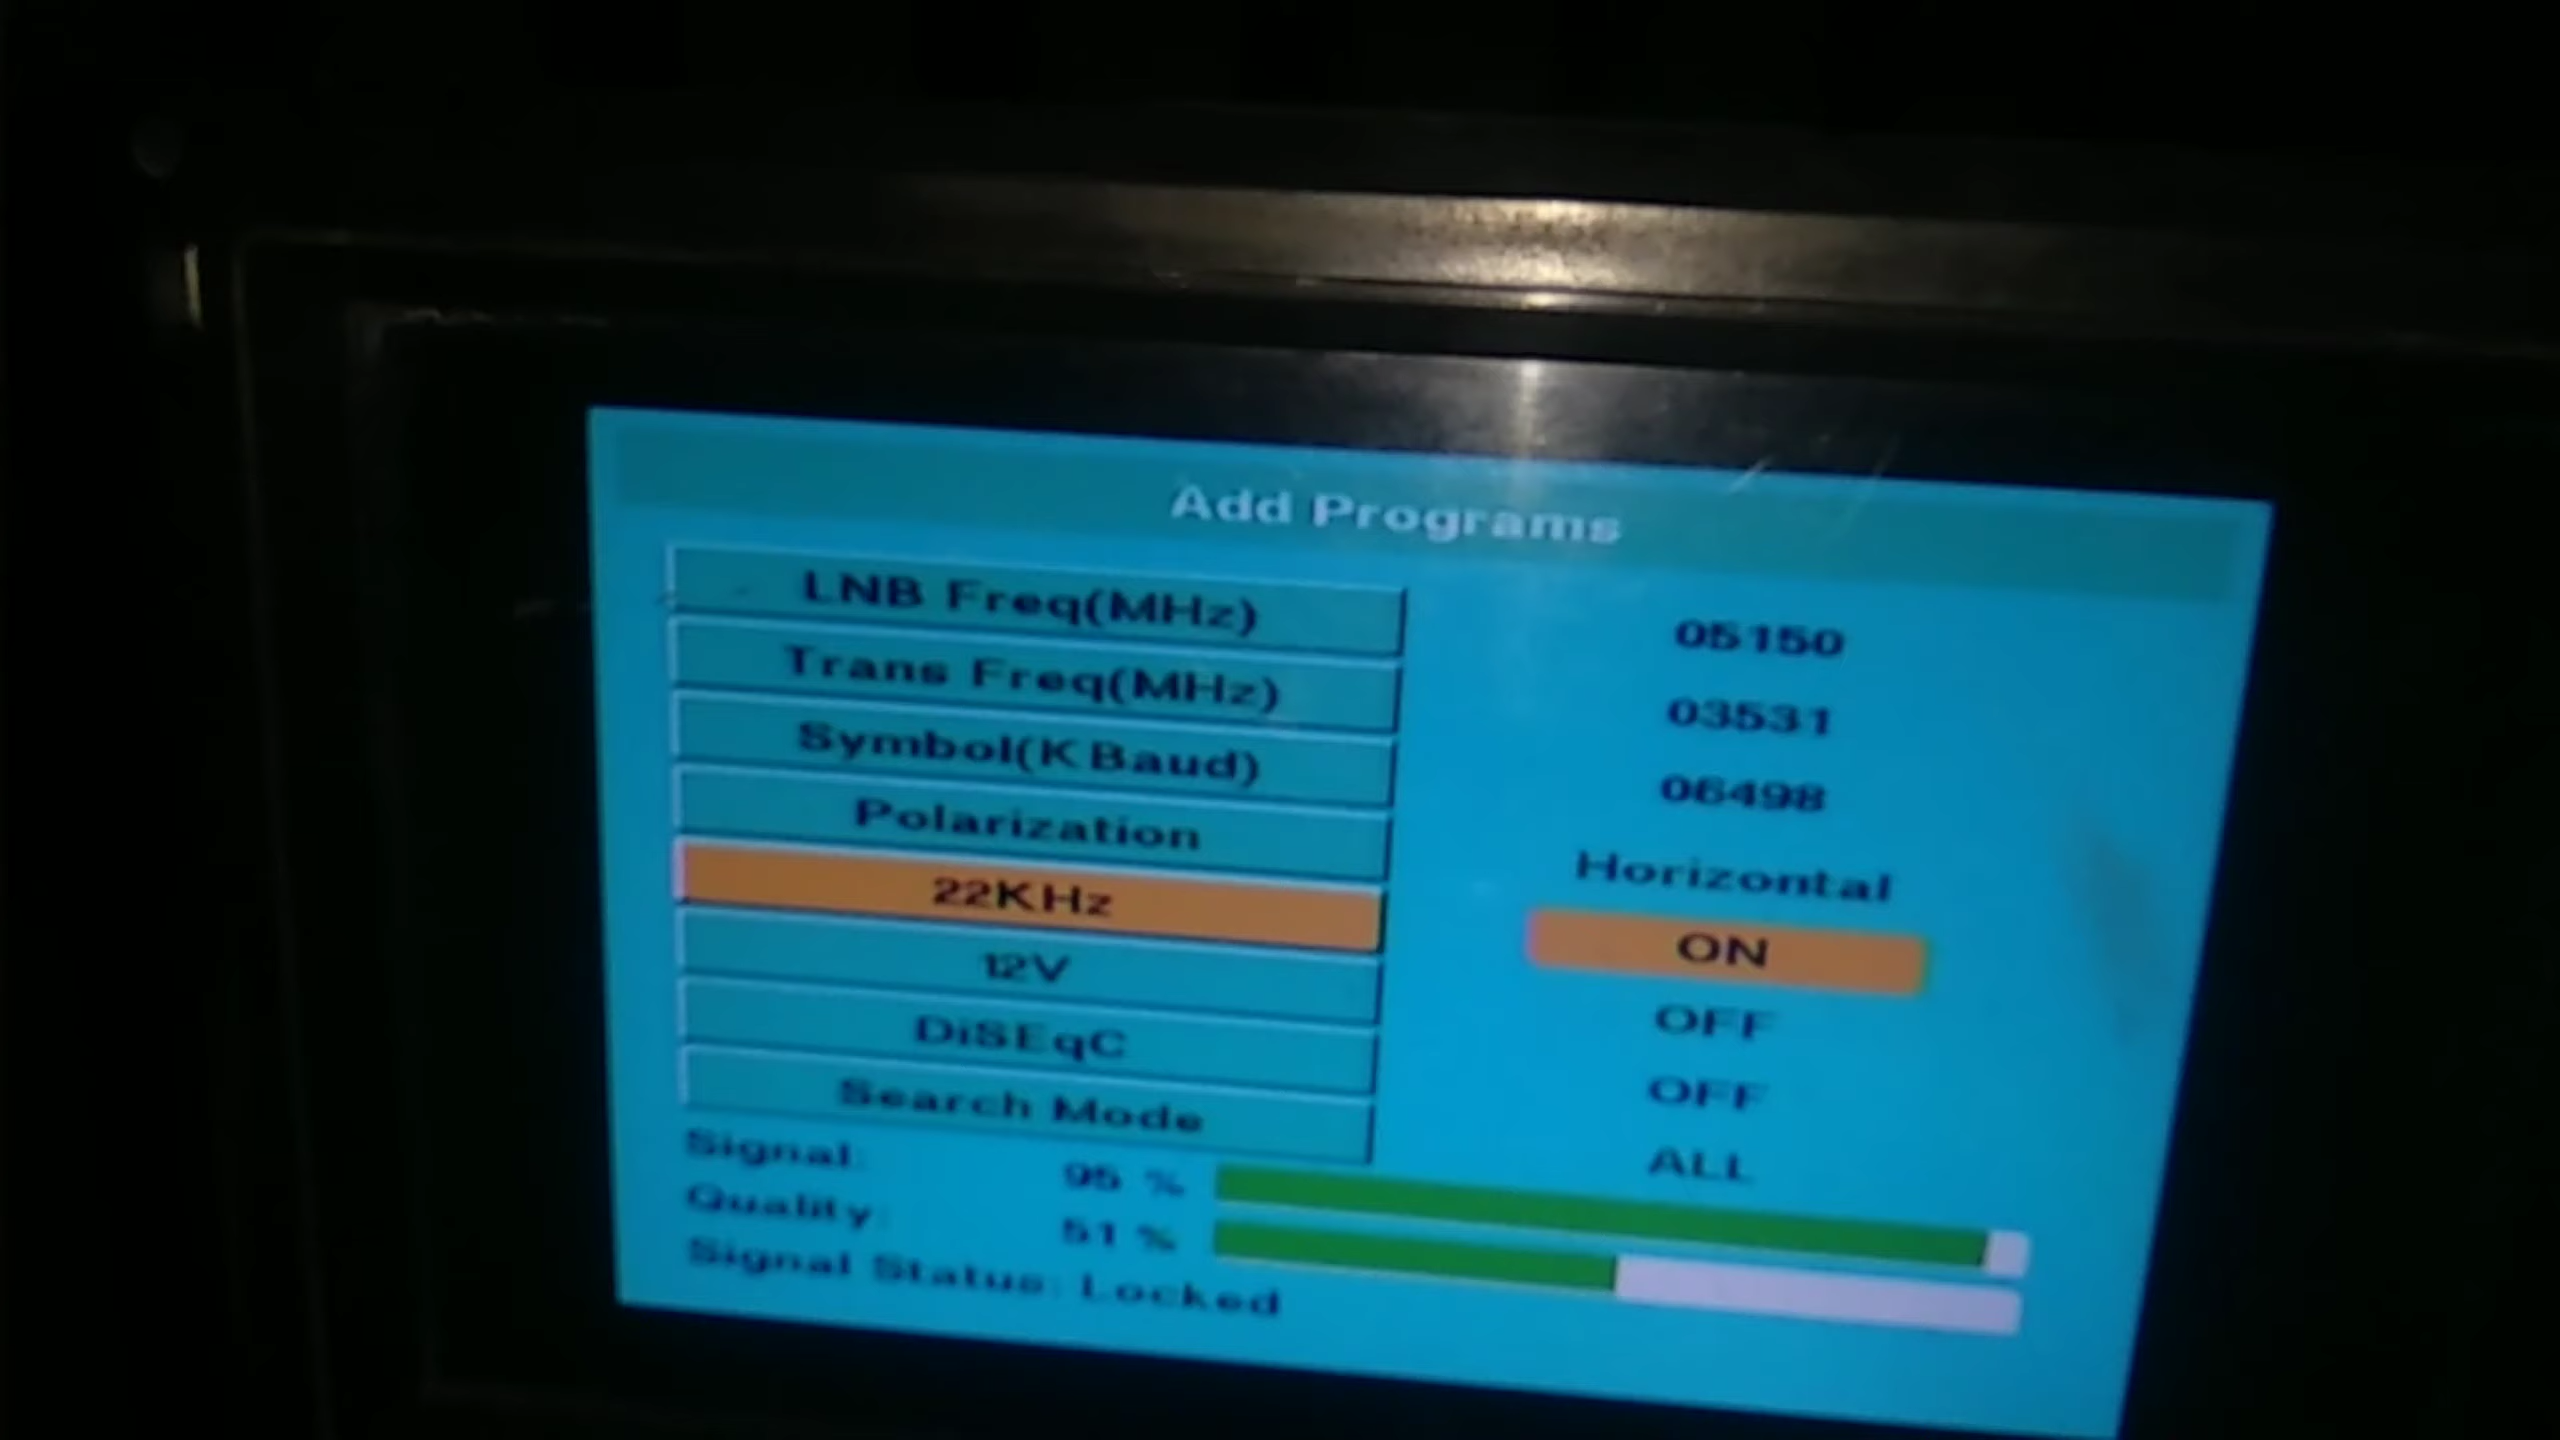 Add Programs
LNB Freq(MHz) 05150
Trans Freq(MHz) 03531
Symbol(KBaud) 06498
Polarization Horizontal
22KHz ON
12V OFF
DiSEqC OFF
Search Mode ALL
Signal: 95 %
Quality: 51 %
Signal Status: Locked